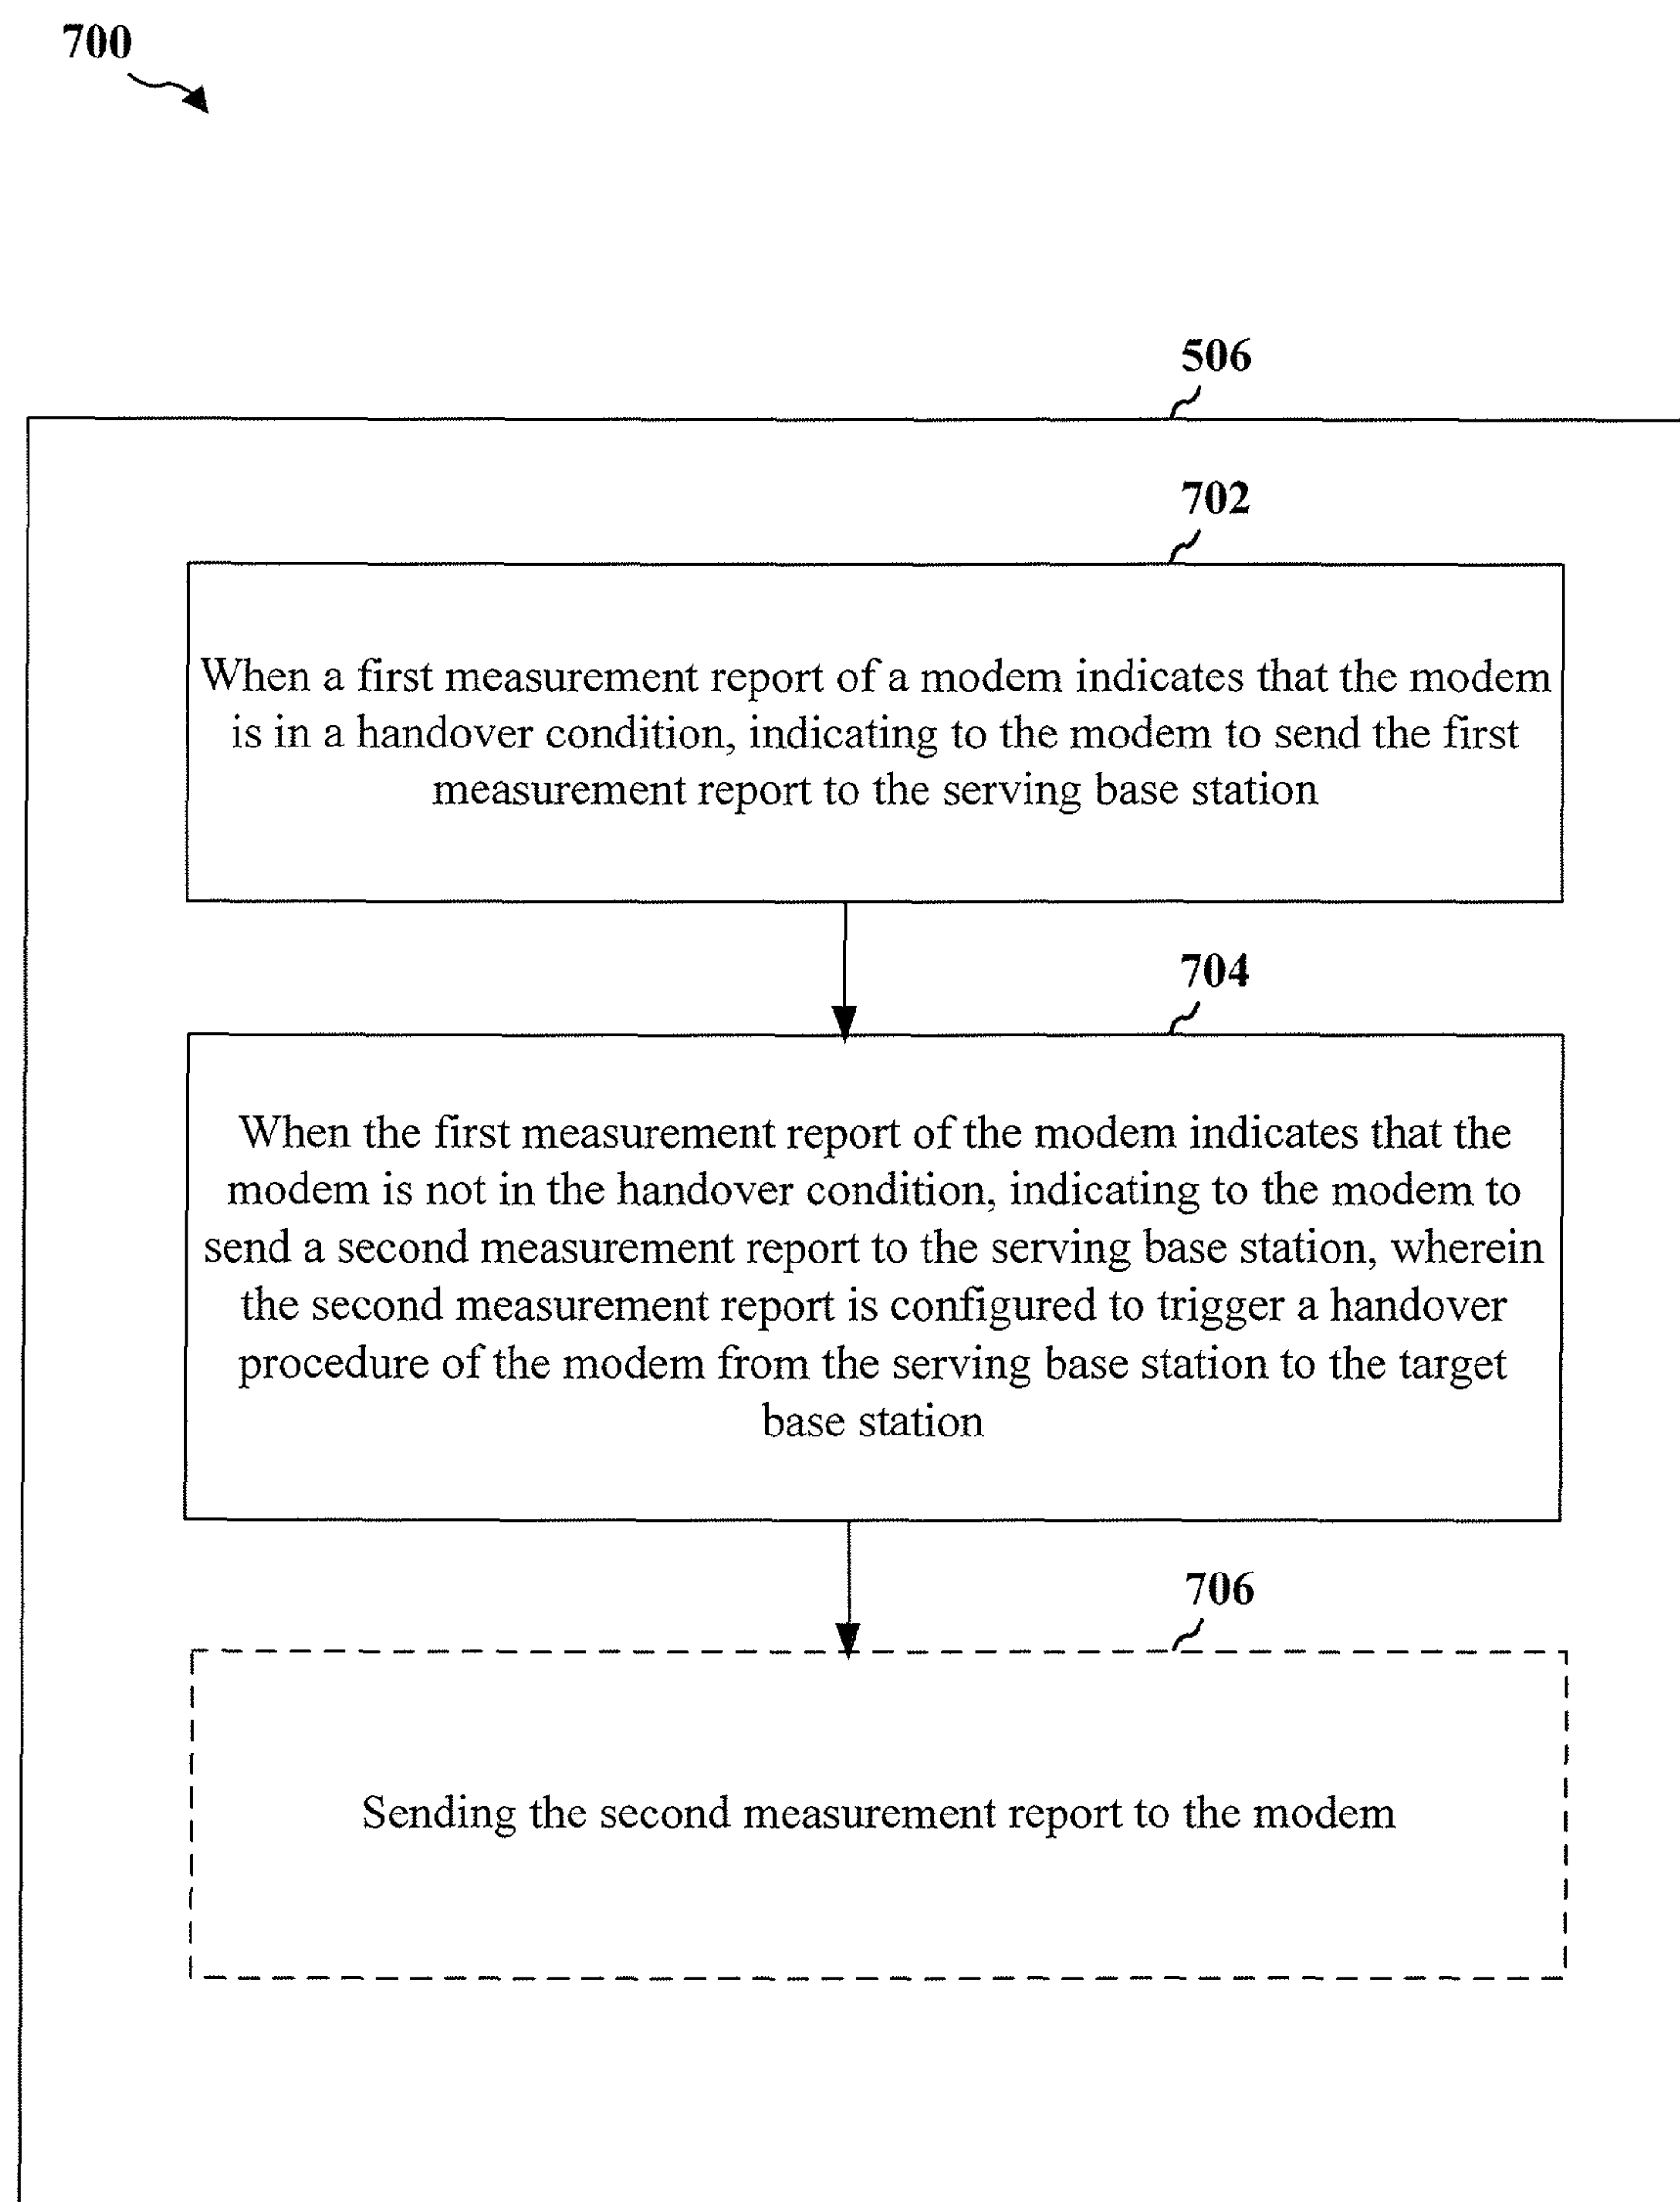 700
506
702
When a first measurement report of a modem indicates that the modem
is in a handover condition, indicating to the modem to send the first
measurement report to the serving base station
704
When the first measurement report of the modem indicates that the
modem is not in the handover condition, indicating to the modem to
send a second measurement report to the serving base station, wherein
the second measurement report is configured to trigger a handover
procedure of the modem from the serving base station to the target
base station
706
Sending the second measurement report to the modem